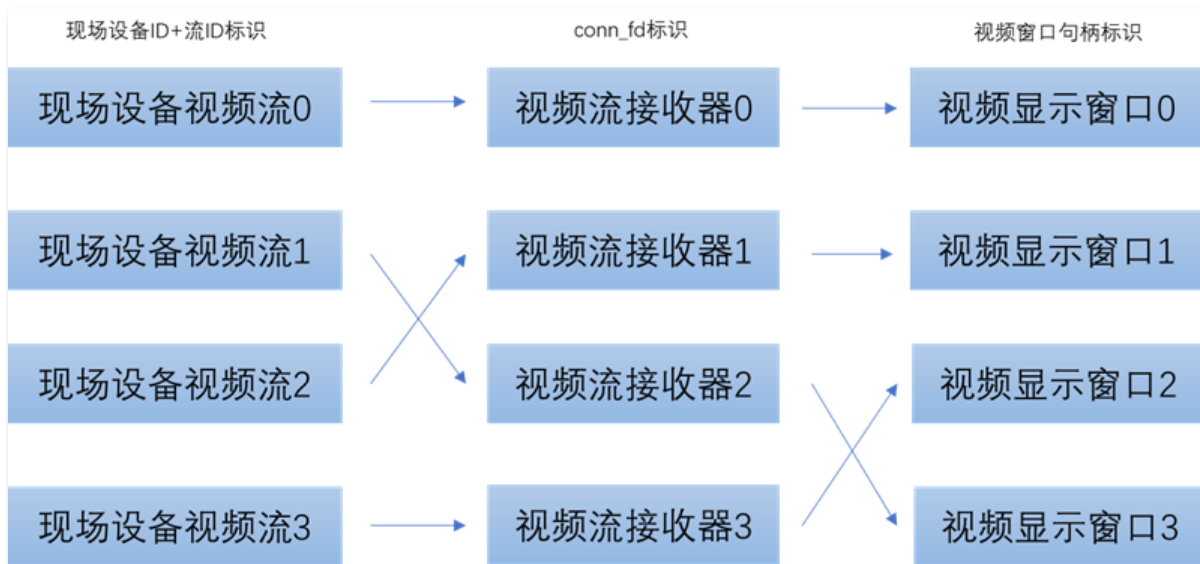 现场设备ID+流ID标识
conn_fd标识
视频窗口句柄标识
现场设备视频流0
视频流接收器0
视频显示窗口0
现场设备视频流1
视频流接收器1
视频显示窗口1
现场设备视频流2
视频流接收器2
视频显示窗口2
现场设备视频流3
视频流接收器3
视频显示窗口3